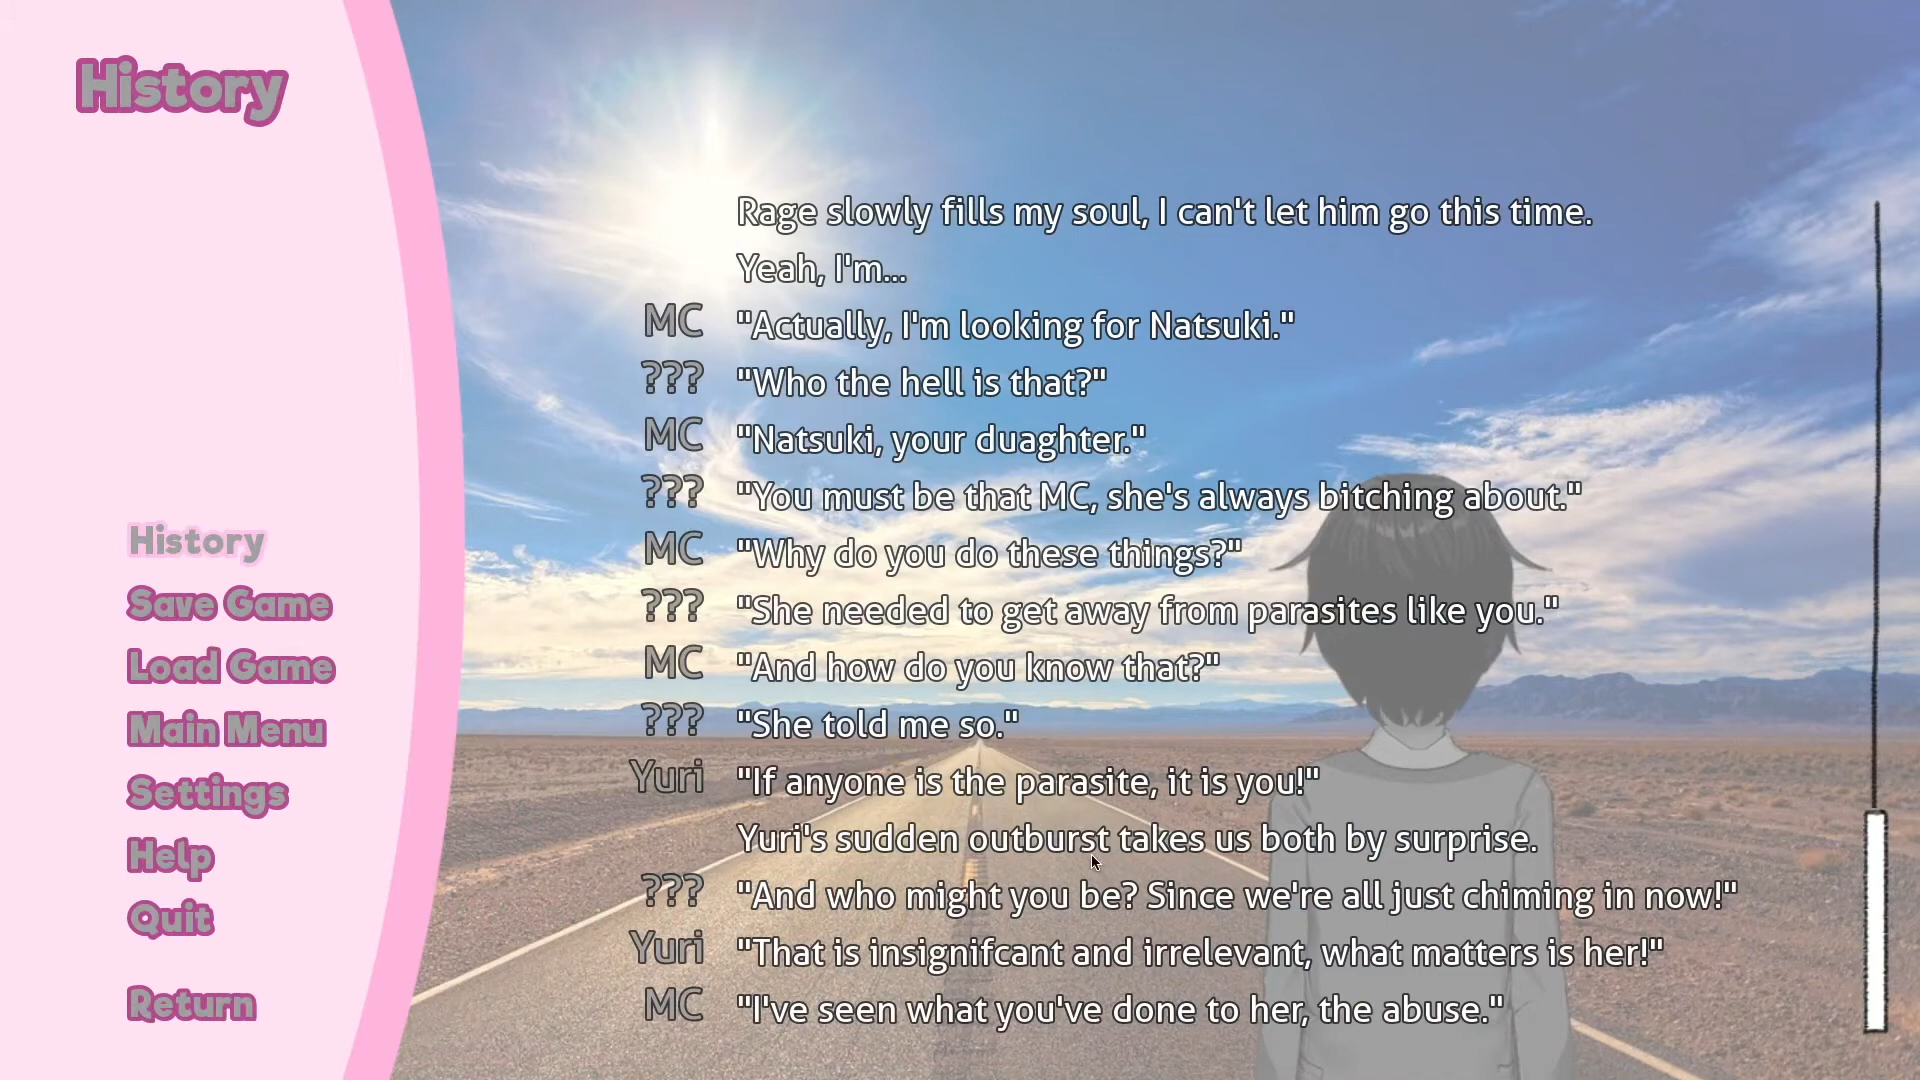 History
Rage slowly fills my soul, I can't let him go this time.
Yeah, I'm...
MC "Actually, I'm looking for Natsuki."
??? "Who the hell is that?"
MC "Natsuki, your duaghter."
??? "You must be that MC, she's always bitching about."
MC "Why do you do these things?"
??? "She needed to get away from parasites like you."
MC "And how do you know that?"
??? "She told me so."
Yuri "If anyone is the parasite, it is you!"
Yuri's sudden outburst takes us both by surprise.
??? "And who might you be? Since we're all just chiming in now!"
Yuri "That is insignifcant and irrelevant, what matters is her!"
MC "I've seen what you've done to her, the abuse."
History
Save Game
Load Game
Main Menu
Settings
Help
Quit
Return